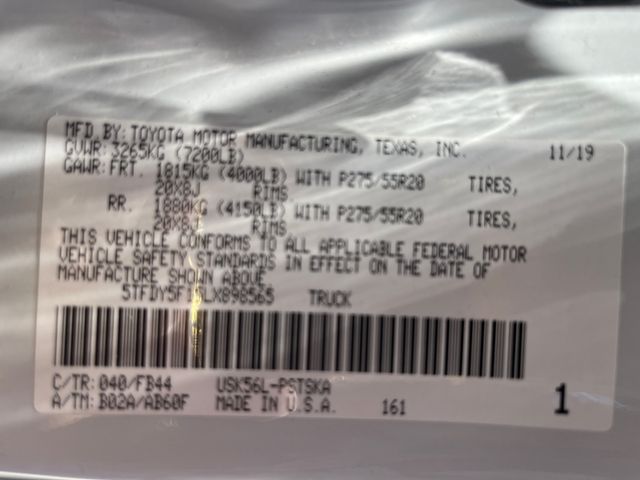 MFD.BY: TOYOTA MOTOR MANUFACTURING, TEXAS, INC. 11/19
GVWR: 3265KG (7200LB)
GAWR: FRT. 1815KG (4000LB) WITH P275/55R20 TIRES,
20X8J RIMS
RR. 1880KG (4150LB) WITH P275/55R20 TIRES,
20X8J RIMS
THIS VEHICLE CONFORMS TO ALL APPLICABLE FEDERAL MOTOR
VEHICLE SAFETY STANDARDS IN EFFECT ON THE DATE OF
MANUFACTURE SHOWN ABOVE.
TRUCK
C/TR: 040/FB44 USK56L-PSTSKA
A/TM: B02A/AB60F MADE IN U.S.A. 161 1